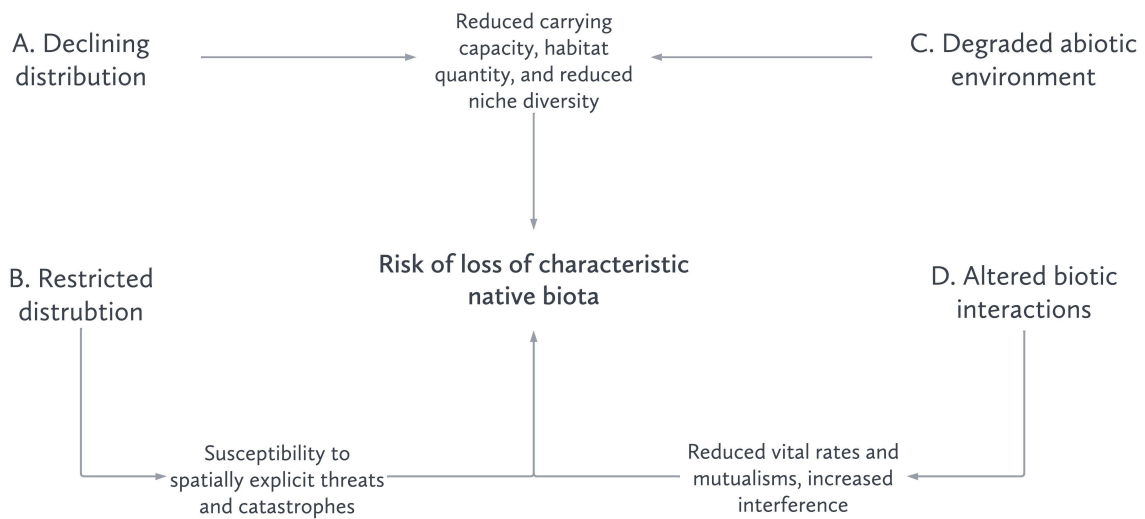 A. Declining
distribution
Reduced carrying
capacity, habitat
quantity, and reduced
niche diversity
C. Degraded abiotic
environment
B. Restricted
distrubtion
Risk of loss of characteristic
native biota
D. Altered biotic
interactions
Susceptibility to
spatially explicit threats
and catastrophes
Reduced vital rates and
mutualisms, increased
interference